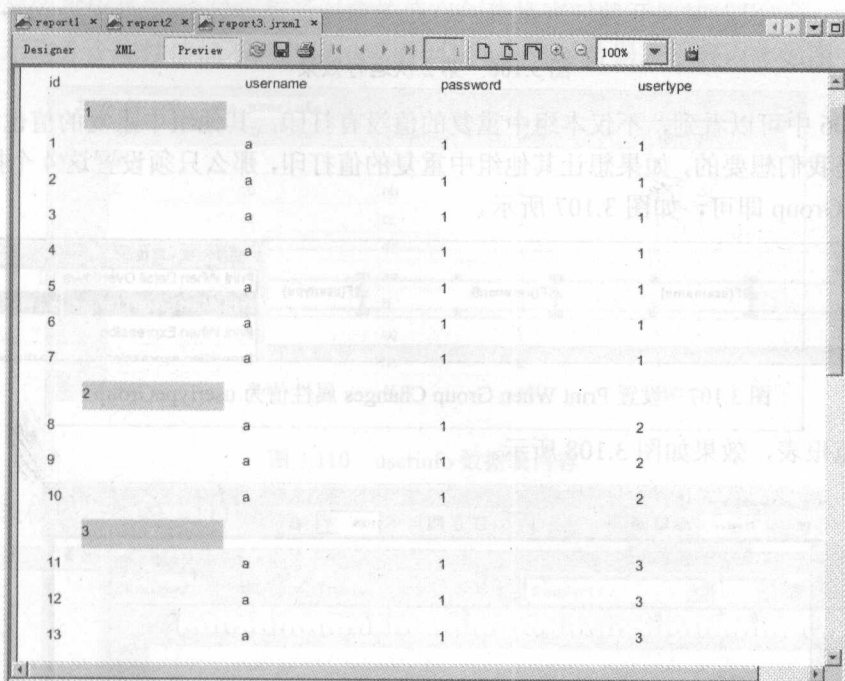 report1 × report2 × report3.jrxml ×
Designer XML Preview 100%
id username password usertype
1
1 a 1 1
2 a 1 1
3 a 1 1
4 a 1 1
5 a 1 1
6 a 1 1
7 a 1 1
2
8 a 1 2
9 a 1 2
10 a 1 2
3
11 a 1 3
12 a 1 3
13 a 1 3